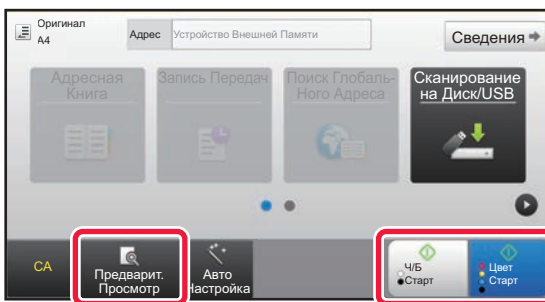 Оригинал
A4
Адрес
Устройство Внешней Памяти
Сведения
Адресная
Книга
Запись Передач
Поиск Глобаль-
Ного Адреса
Сканирование
на Диск/USB
CA
Предварит.
Просмотр
Авто
Настройка
Ч/Б
Старт
Цвет
Старт